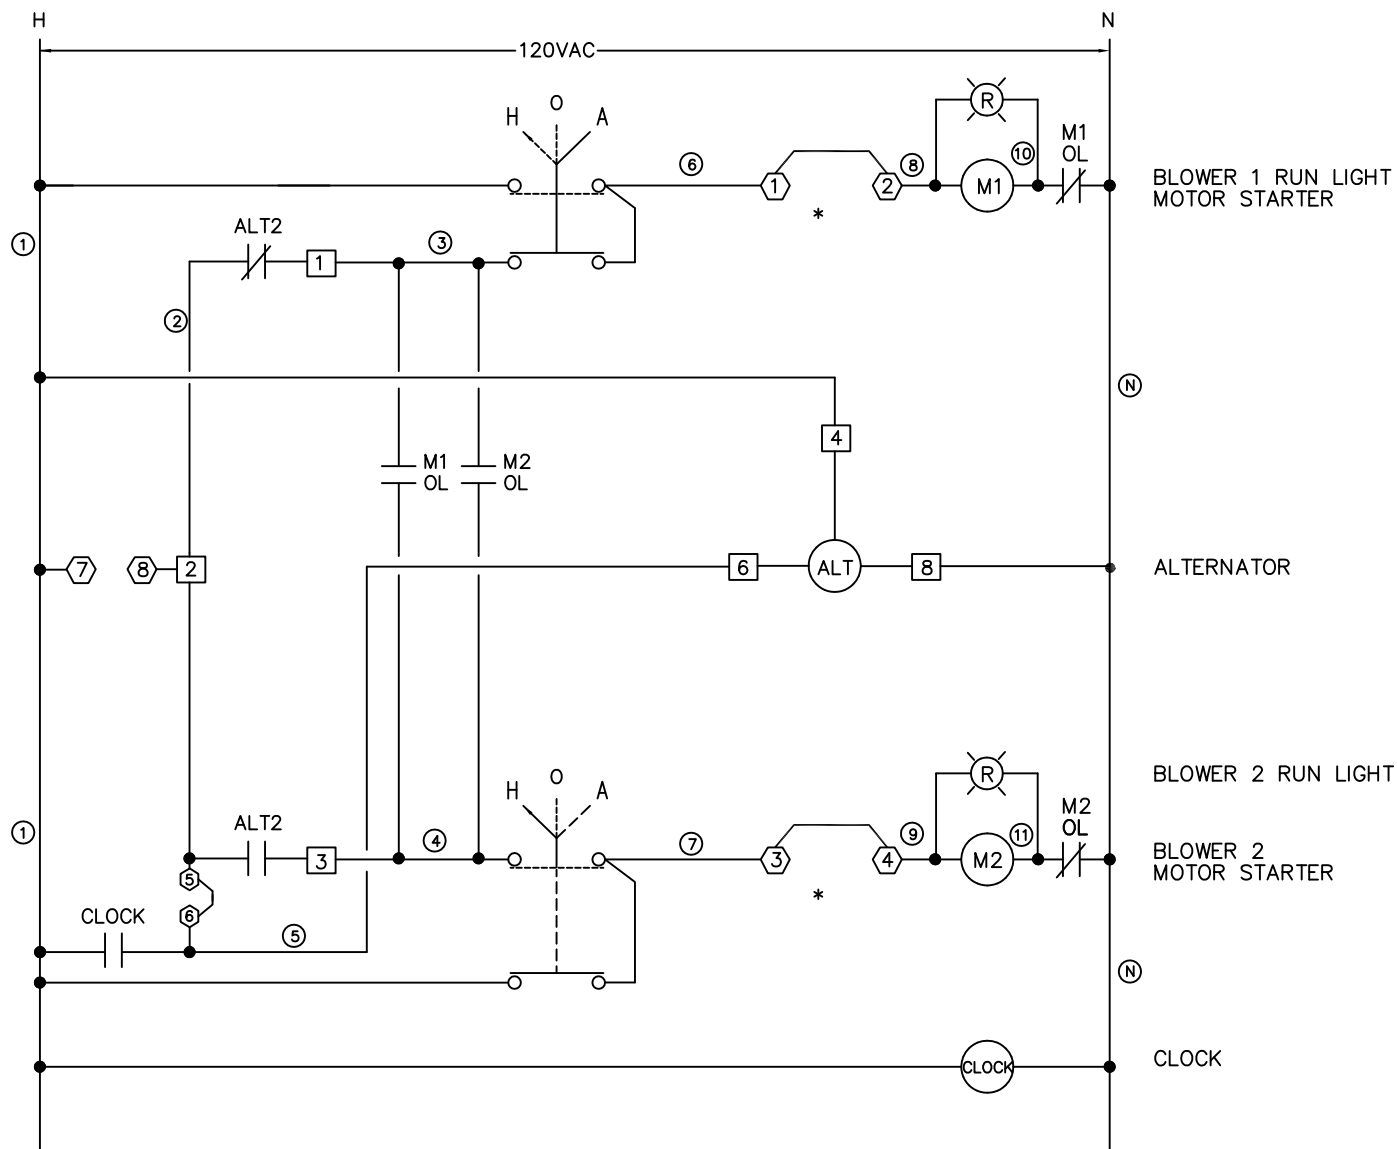 H
N
120VAC
H
O
A
R
M1
OL
6
1
2
8
M1
10
*
BLOWER 1 RUN LIGHT
MOTOR STARTER
1
ALT2
1
3
2
N
4
M1
OL
M2
OL
7
8
2
6
ALT
8
ALTERNATOR
H
O
A
R
BLOWER 2 RUN LIGHT
M2
OL
1
ALT2
3
4
7
3
4
9
M2
11
*
BLOWER 2
MOTOR STARTER
5
6
CLOCK
5
N
CLOCK
CLOCK